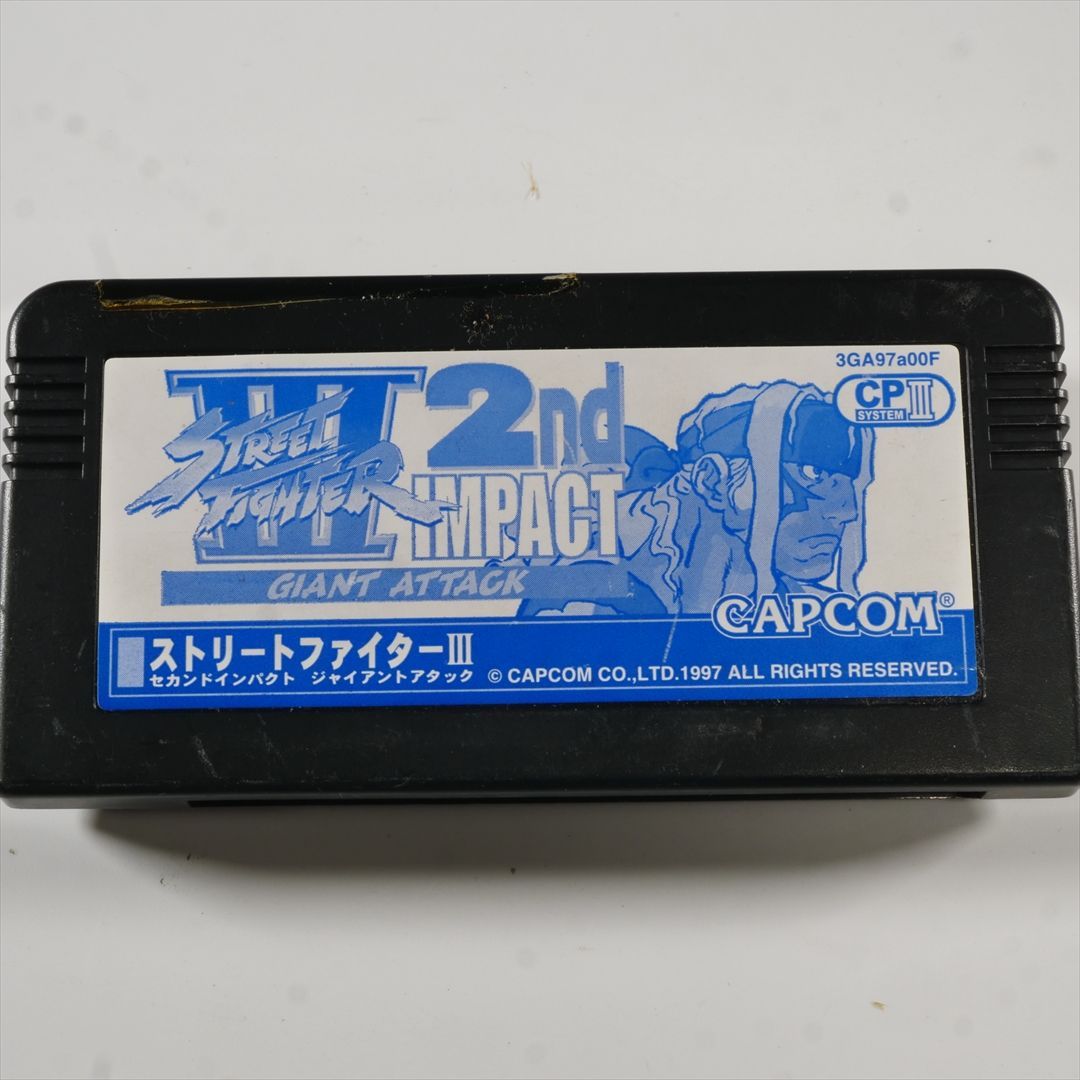 3GA97a00F
CP SYSTEM III
STREET FIGHTER III
2nd IMPACT
GIANT ATTACK
CAPCOM®
ストリートファイターIII
セカンドインパクト ジャイアントアタック © CAPCOM CO.,LTD.1997 ALL RIGHTS RESERVED.